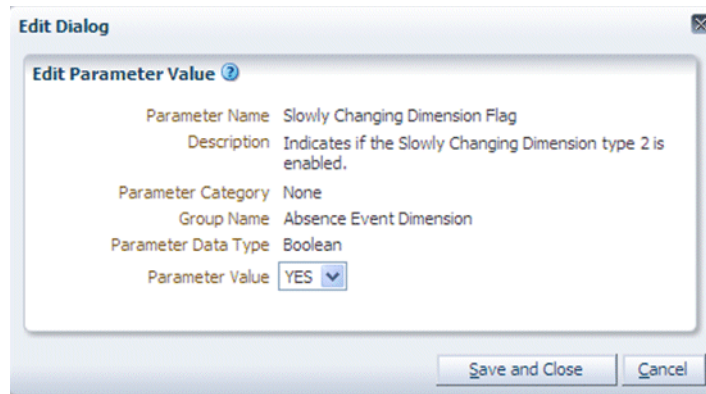 Edit Dialog
Edit Parameter Value
Parameter Name Slowly Changing Dimension Flag
Description Indicates if the Slowly Changing Dimension type 2 is
enabled.
Parameter Category None
Group Name Absence Event Dimension
Parameter Data Type Boolean
Parameter Value YES
Save and Close Cancel